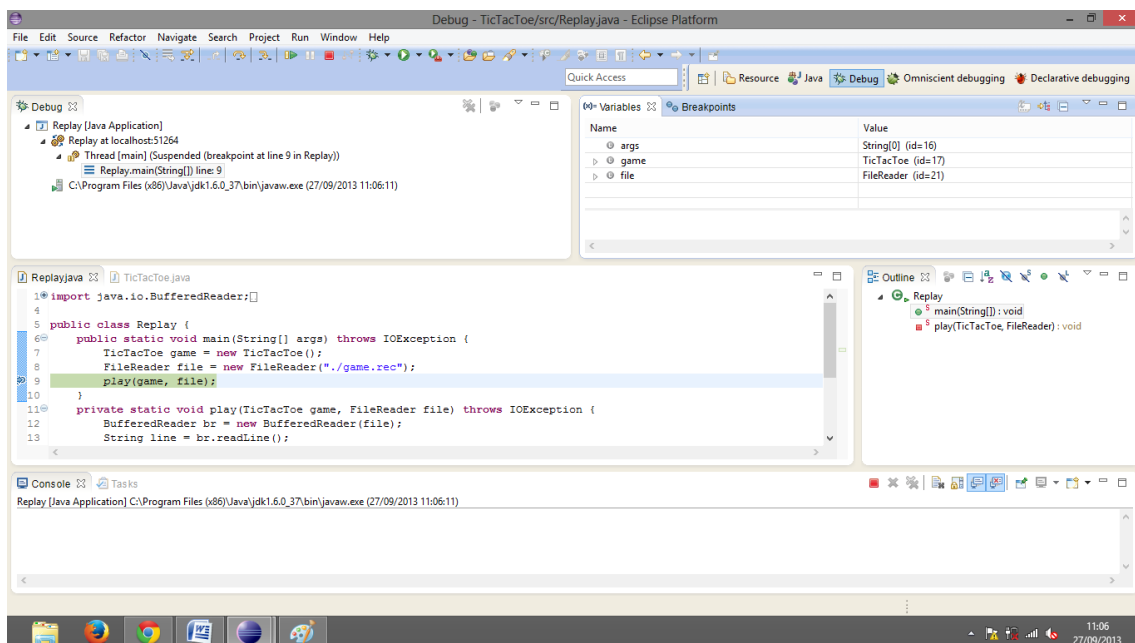 Debug - TicTacToe/src/Replay.java - Eclipse Platform
File Edit Source Refactor Navigate Search Project Run Window Help
Quick Access
Resource Java Debug Omniscient debugging Declarative debugging
Debug
Replay [Java Application]
Replay at localhost:51264
Thread [main] (Suspended (breakpoint at line 9 in Replay))
Replay.main(String[]) line: 9
C:\Program Files (x86)\Java\jdk1.6.0_37\bin\javaw.exe (27/09/2013 11:06:11)
(x)= Variables Breakpoints
Name Value
args String[0] (id=16)
game TicTacToe (id=17)
file FileReader (id=21)
Replay.java TicTacToe.java
1 import java.io.BufferedReader;
4
5 public class Replay {
6 public static void main(String[] args) throws IOException {
7 TicTacToe game = new TicTacToe();
8 FileReader file = new FileReader("./game.rec");
9 play(game, file);
10 }
11 private static void play(TicTacToe game, FileReader file) throws IOException {
12 BufferedReader br = new BufferedReader(file);
13 String line = br.readLine();
Outline
Replay
main(String[]) : void
play(TicTacToe, FileReader) : void
Console Tasks
Replay [Java Application] C:\Program Files (x86)\Java\jdk1.6.0_37\bin\javaw.exe (27/09/2013 11:06:11)
11:06
27/09/2013